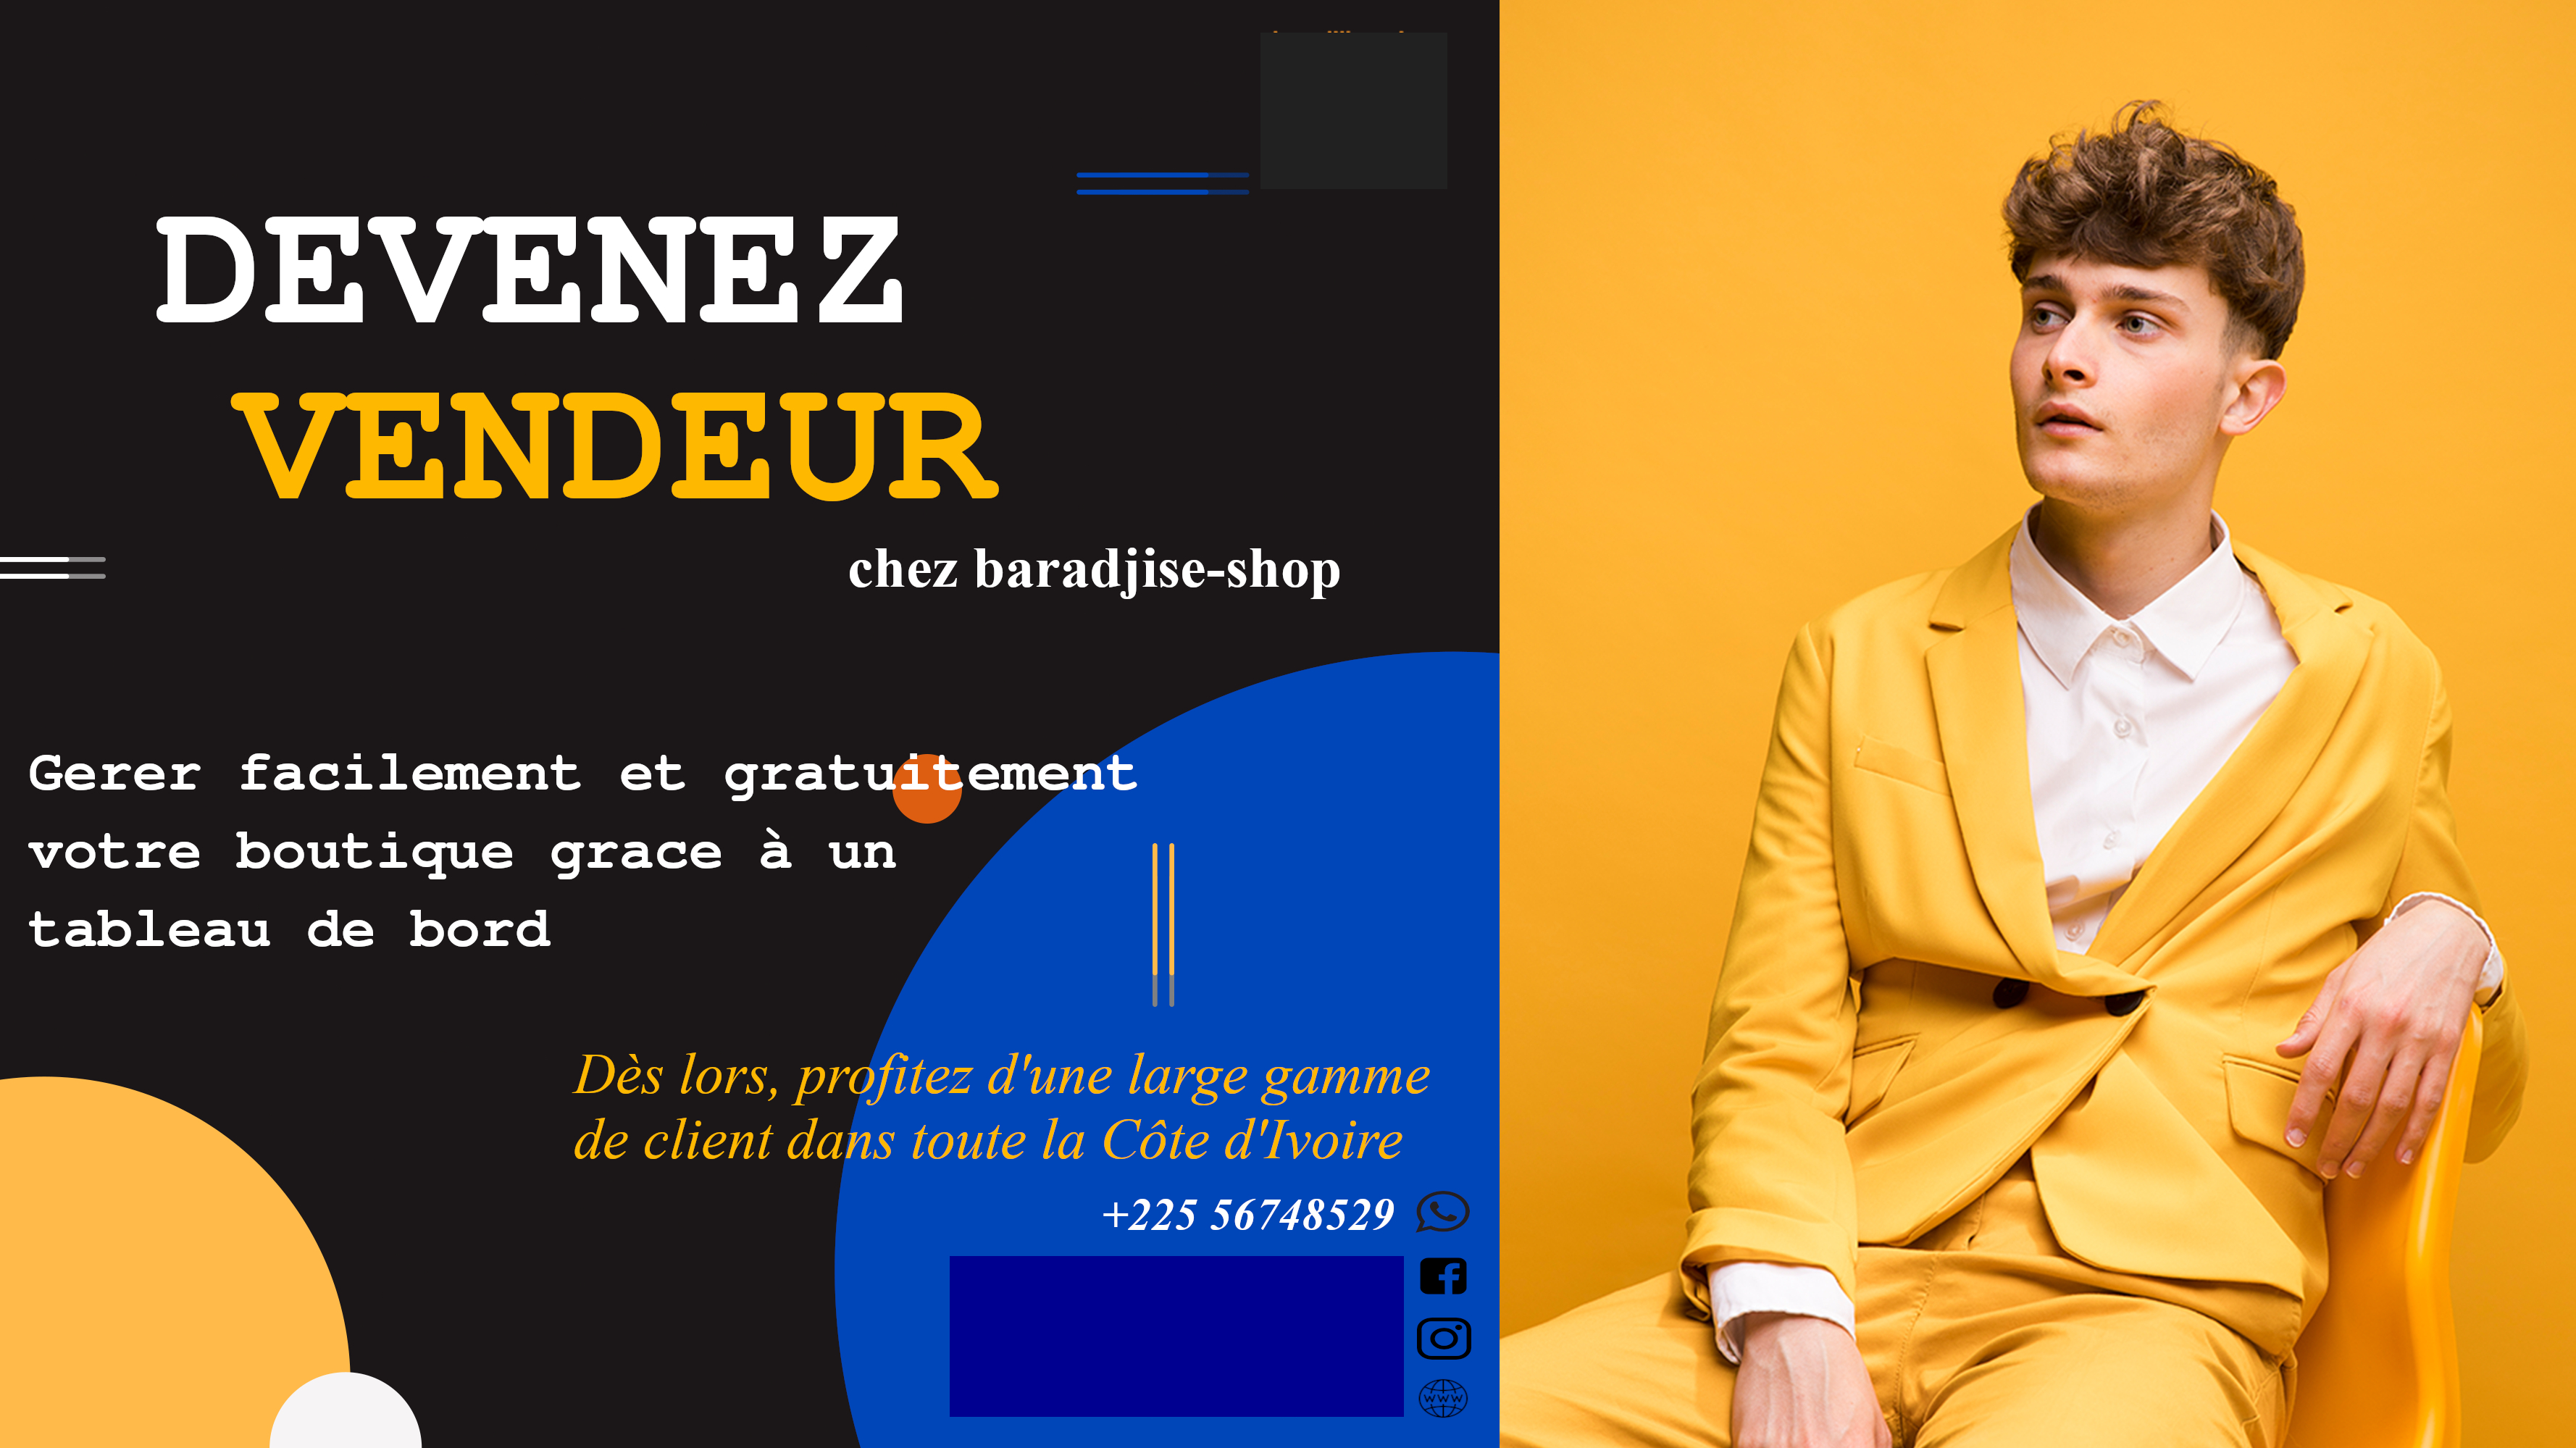 DEVENEZ
VENDEUR
chez baradjise-shop
Gerer facilement et gratuitement
votre boutique grace à un
tableau de bord
Dès lors, profitez d'une large gamme
de client dans toute la Côte d'Ivoire
+225 56748529
www